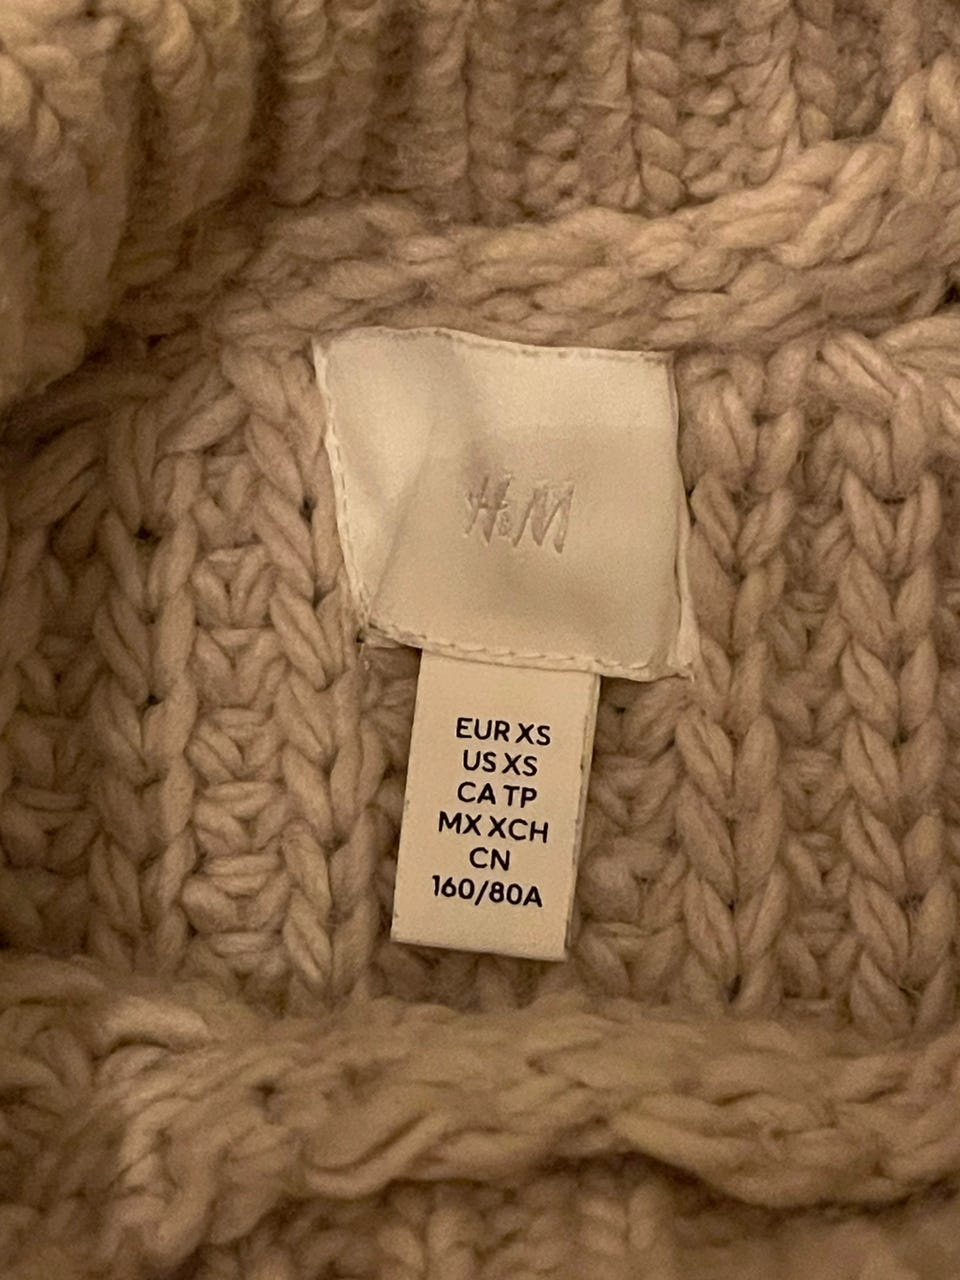 H&M
EUR XS
US XS
CA TP
MX XCH
CN
160/80A